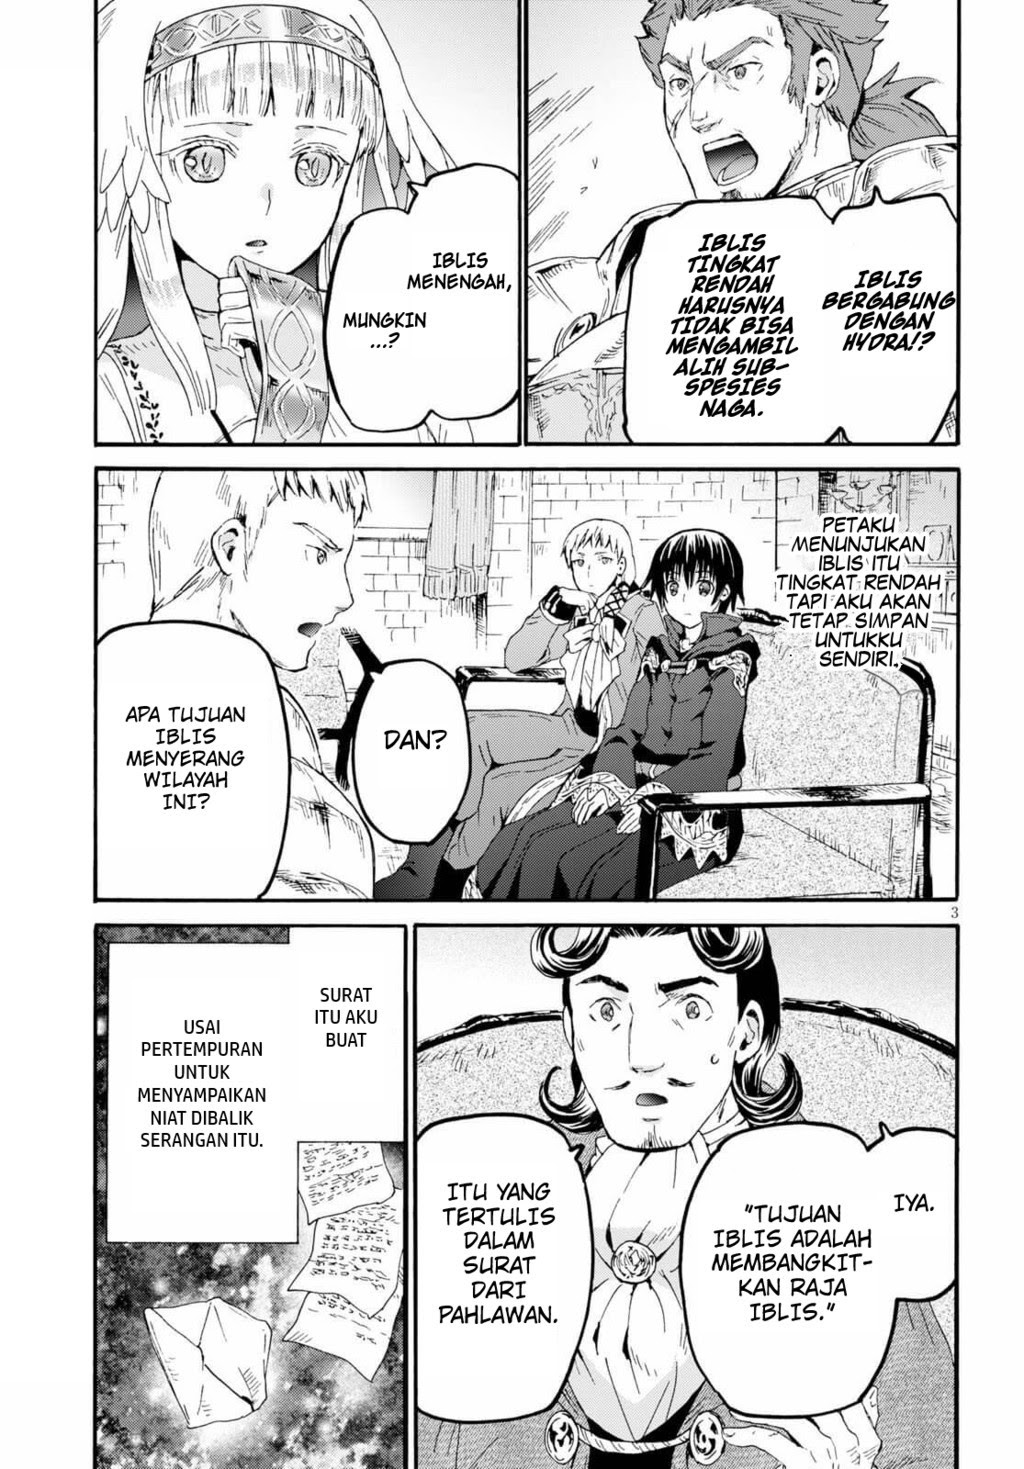 IBLIS
BERGABUNG
DENGAN
HYDRA!?
IBLIS
TINGKAT
RENDAH
HARUSNYA
TIDAK BISA
MENGAMBIL
ALIH SUB-
SPESIES
NAGA.
IBLIS
MENENGAH,
MUNGKIN
...?
PETAKU
MENUNJUKAN
IBLIS ITU
TINGKAT RENDAH
TAPI AKU AKAN
TETAP SIMPAN
UNTUKKU
SENDIRI.
DAN?
APA TUJUAN
IBLIS
MENYERANG
WILAYAH
INI?
3
IYA.
"TUJUAN
IBLIS ADALAH
MEMBANGKIT-
KAN RAJA
IBLIS."
ITU YANG
TERTULIS
DALAM
SURAT
DARI
PAHLAWAN.
SURAT
ITU AKU
BUAT
USAI
PERTEMPURAN
UNTUK
MENYAMPAIKAN
NIAT DIBALIK
SERANGAN ITU.